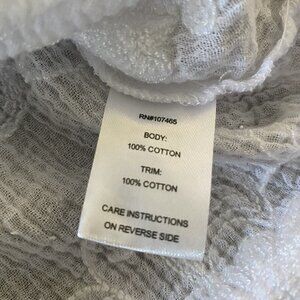 RN#107465
BODY:
100% COTTON
TRIM:
100% COTTON
CARE INSTRUCTIONS
ON REVERSE SIDE